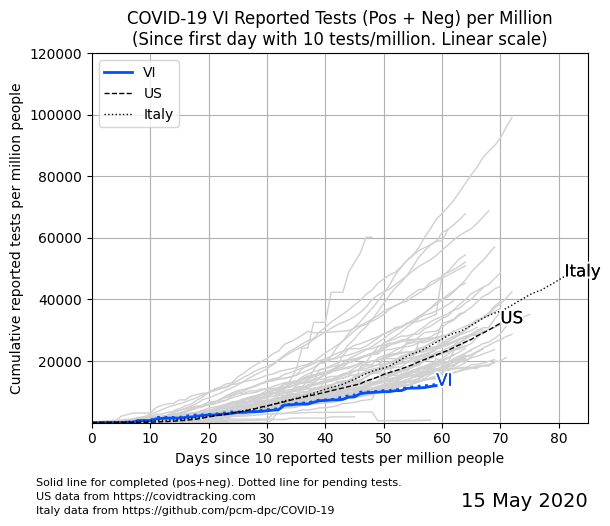 COVID-19 VI Reported Tests (Pos + Neg) per Million
(Since first day with 10 tests/million. Linear scale)
Cumulative reported tests per million people
120000
100000
80000
60000
40000
20000
VI
US
Italy
Italy
US
VI
0 10 20 30 40 50 60 70 80
Days since 10 reported tests per million people
Solid line for completed (pos+neg). Dotted line for pending tests.
US data from https://covidtracking.com
Italy data from https://github.com/pcm-dpc/COVID-19
15 May 2020